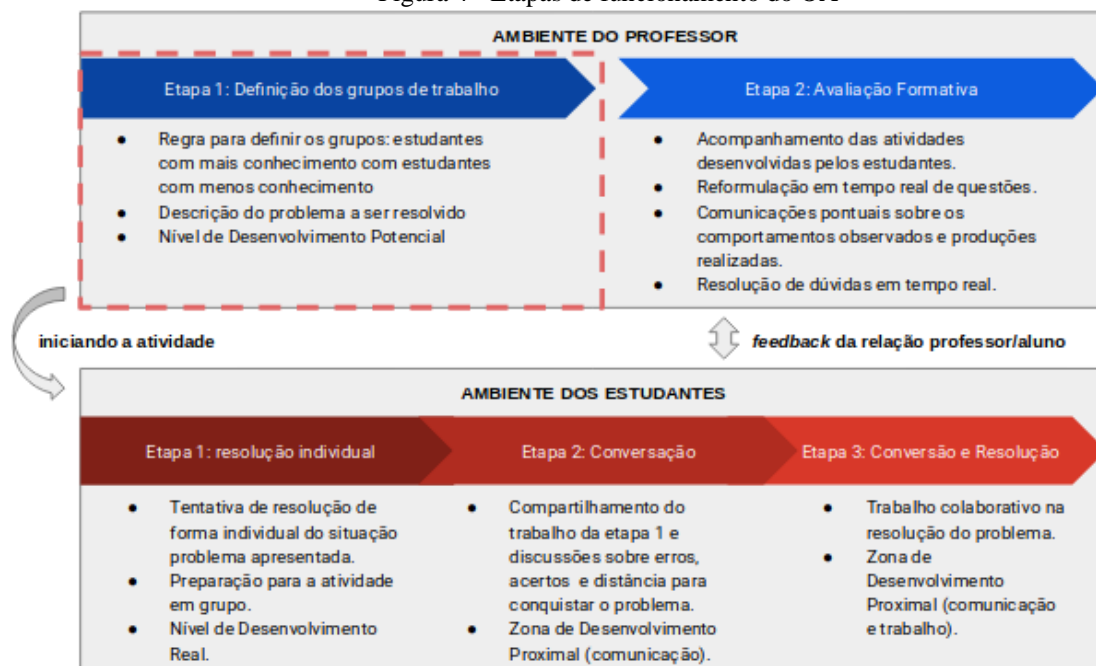 AMBIENTE DO PROFESSOR
Etapa 1: Definição dos grupos de trabalho
● Regra para definir os grupos: estudantes
com mais conhecimento com estudantes
com menos conhecimento
● Descrição do problema a ser resolvido
● Nível de Desenvolvimento Potencial
Etapa 2: Avaliação Formativa
● Acompanhamento das atividades
desenvolvidas pelos estudantes.
● Reformulação em tempo real de questões.
● Comunicações pontuais sobre os
comportamentos observados e produções
realizadas.
● Resolução de dúvidas em tempo real.
iniciando a atividade
feedback da relação professor/aluno
AMBIENTE DOS ESTUDANTES
Etapa 1: resolução individual
● Tentativa de resolução de
forma individual do situação
problema apresentada.
● Preparação para a atividade
em grupo.
● Nível de Desenvolvimento
Real.
Etapa 2: Conversação
● Compartilhamento do
trabalho da etapa 1 e
discussões sobre erros,
acertos e distância para
conquistar o problema.
● Zona de Desenvolvimento
Proximal (comunicação).
Etapa 3: Conversão e Resolução
● Trabalho colaborativo na
resolução do problema.
● Zona de
Desenvolvimento
Proximal (comunicação
e trabalho).